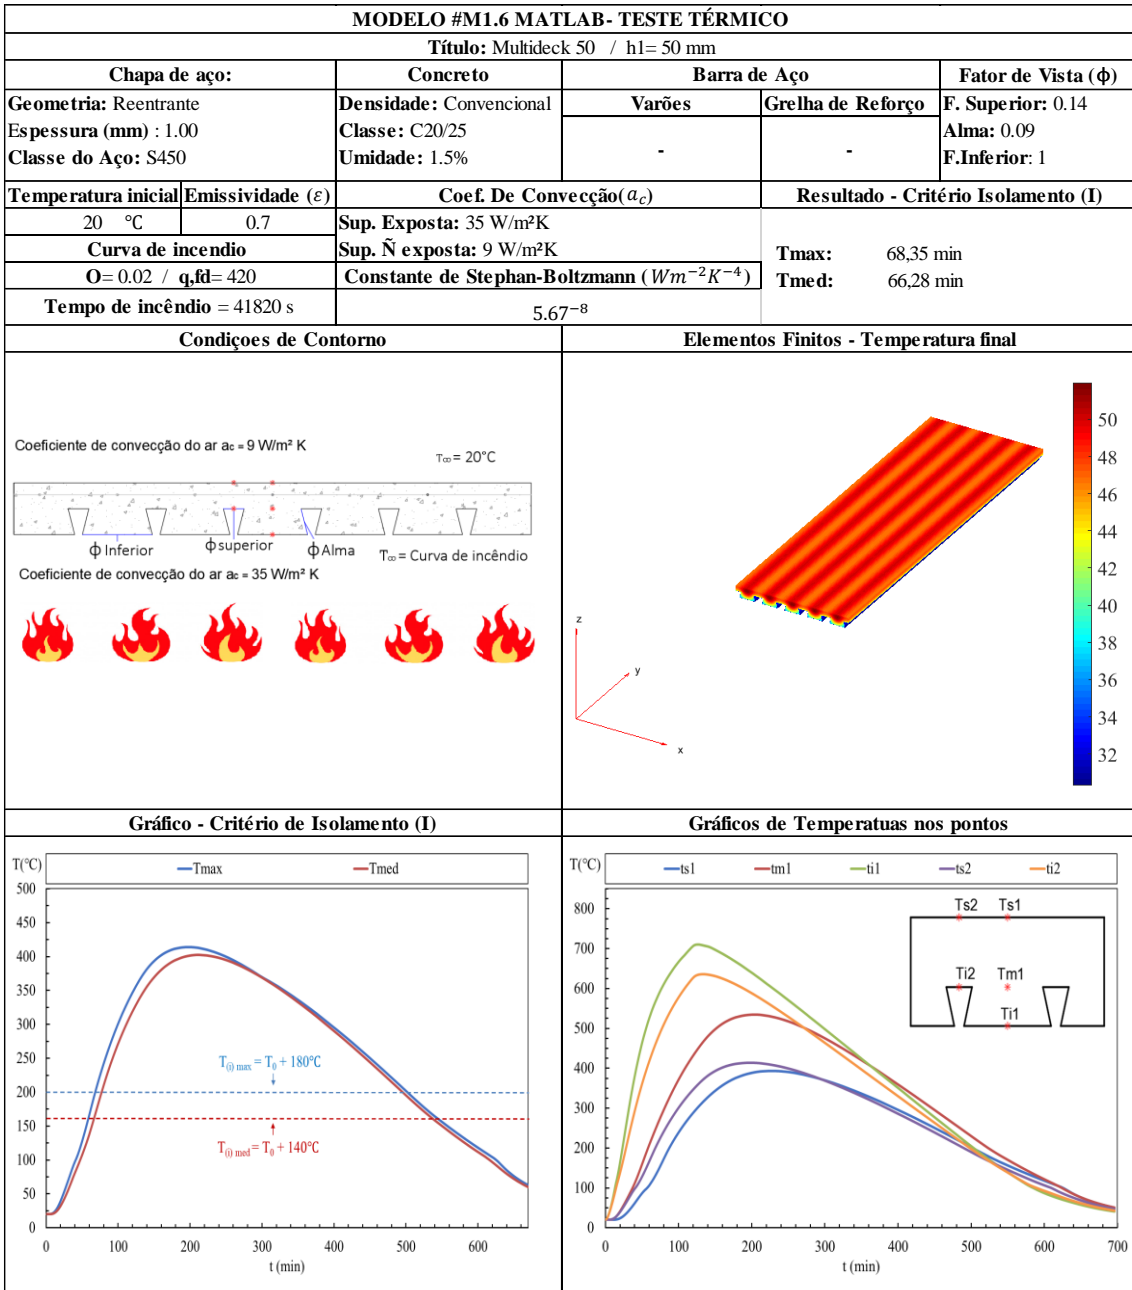 MODELO #M1.6 MATLAB- TESTE TÉRMICO
Título: Multideck 50 / h1= 50 mm
Chapa de aço:
Concreto
Barra de Aço
Fator de Vista (ϕ)
Geometria: Reentrante
Espessura (mm) : 1.00
Classe do Aço: S450
Densidade: Convencional
Classe: C20/25
Umidade: 1.5%
Varões
Grelha de Reforço
-
-
F. Superior: 0.14
Alma: 0.09
F.Inferior: 1
Temperatura inicial
Emissividade (ε)
Coef. De Convecção(a_c)
Resultado - Critério Isolamento (I)
20 °C
0.7
Sup. Exposta: 35 W/m²K
Sup. Ñ exposta: 9 W/m²K
Curva de incendio
O= 0.02 / q,fd= 420
Constante de Stephan-Boltzmann (Wm⁻²K⁻⁴)
Tempo de incêndio = 41820 s
5.67⁻⁸
Tmax: 68,35 min
Tmed: 66,28 min
Condiçoes de Contorno
Elementos Finitos - Temperatura final
Coeficiente de convecção do ar ac = 9 W/m² K
T∞ = 20°C
ϕ Inferior
ϕ superior
ϕ Alma
T∞ = Curva de incêndio
Coeficiente de convecção do ar ac = 35 W/m² K
z
y
x
50
48
46
44
42
40
38
36
34
32
Gráfico - Critério de Isolamento (I)
Gráficos de Temperatuas nos pontos
T(°C)
Tmax
Tmed
500
450
400
350
300
250
200
150
100
50
0
T(i) max = T0 + 180°C
T(i) med = T0 + 140°C
0
100
200
300
400
500
600
t (min)
T(°C)
ts1
tm1
ti1
ts2
ti2
800
700
600
500
400
300
200
100
0
Ts2
Ts1
Ti2
Tm1
Ti1
0
100
200
300
400
500
600
700
t (min)